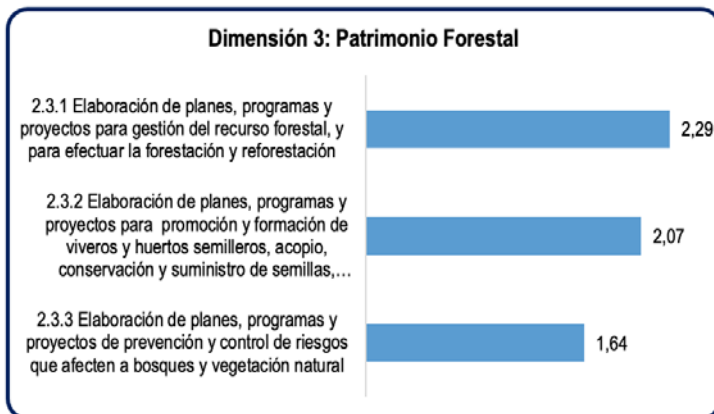 Dimensión 3: Patrimonio Forestal
2.3.1 Elaboración de planes, programas y
proyectos para gestión del recurso forestal, y
para efectuar la forestación y reforestación
2,29
2.3.2 Elaboración de planes, programas y
proyectos para promoción y formación de
viveros y huertos semilleros, acopio,
conservación y suministro de semillas,...
2,07
2.3.3 Elaboración de planes, programas y
proyectos de prevención y control de riesgos
que afecten a bosques y vegetación natural
1,64